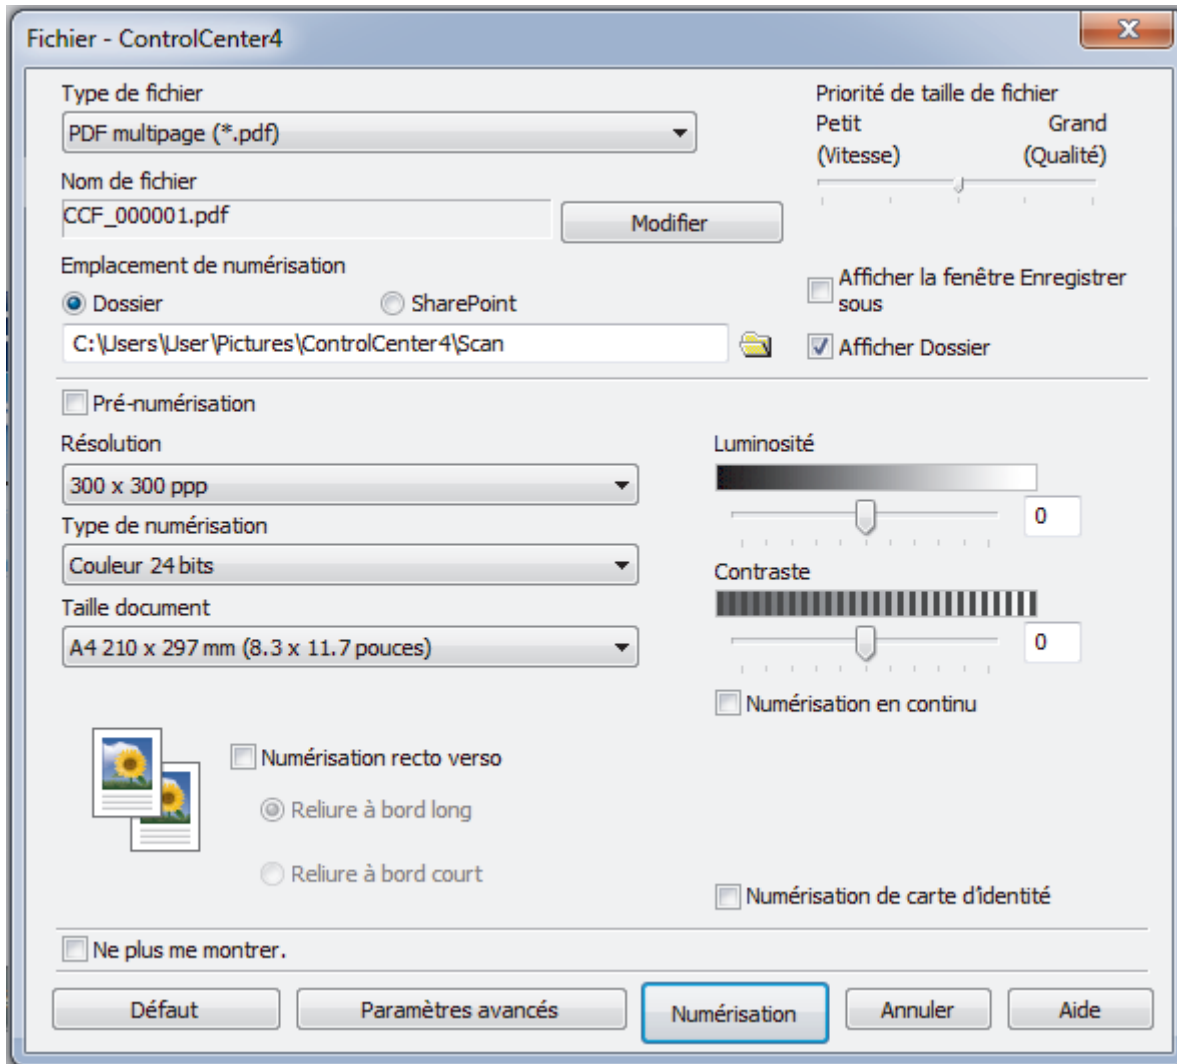 Fichier - ControlCenter4
Type de fichier
PDF multipage (*.pdf)
Priorité de taille de fichier
Petit Grand
(Vitesse) (Qualité)
Nom de fichier
CCF_000001.pdf
Modifier
Emplacement de numérisation
Dossier SharePoint
C:\Users\User\Pictures\ControlCenter4\Scan
Afficher la fenêtre Enregistrer
sous
Afficher Dossier
Pré-numérisation
Résolution
300 x 300 ppp
Type de numérisation
Couleur 24 bits
Taille document
A4 210 x 297 mm (8.3 x 11.7 pouces)
Luminosité
0
Contraste
0
Numérisation en continu
Numérisation recto verso
Reliure à bord long
Reliure à bord court
Numérisation de carte d'identité
Ne plus me montrer.
Défaut Paramètres avancés Numérisation Annuler Aide